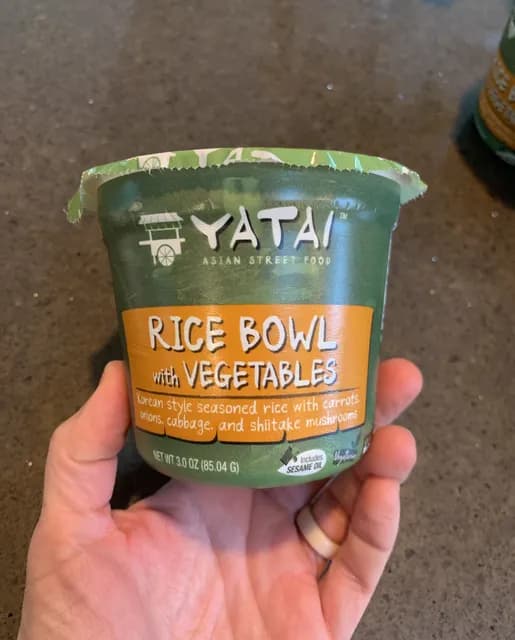 YATAI™
ASIAN STREET FOOD
RICE BOWL
with VEGETABLES
Korean style seasoned rice with carrots,
onions, cabbage, and shiitake mushrooms
NET WT 3.0 OZ (85.04 G)
Includes
SESAME OIL